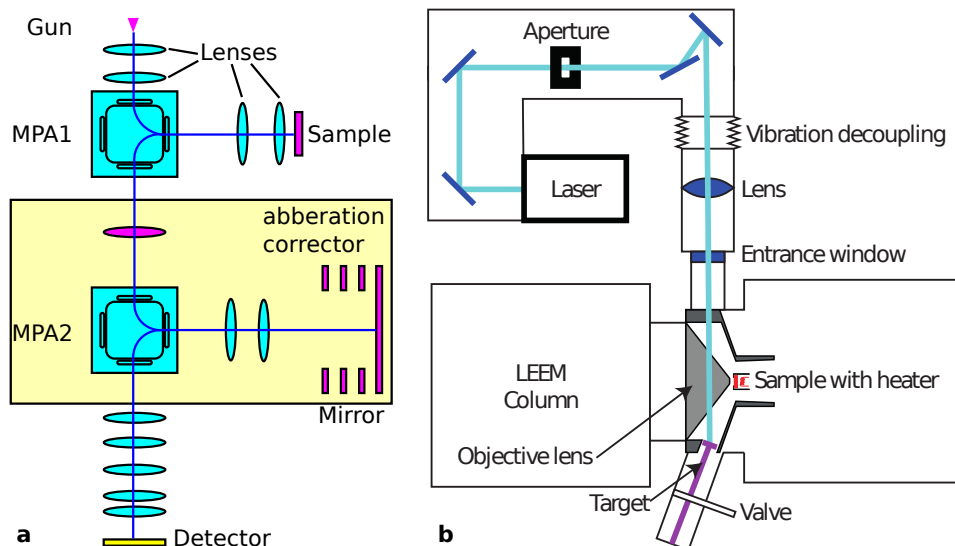 Gun
Lenses
MPA1
Sample
abberation
corrector
MPA2
Mirror
Detector
a
Aperture
Vibration decoupling
Laser
Lens
Entrance window
LEEM
Column
Sample with heater
Objective lens
Target
Valve
b